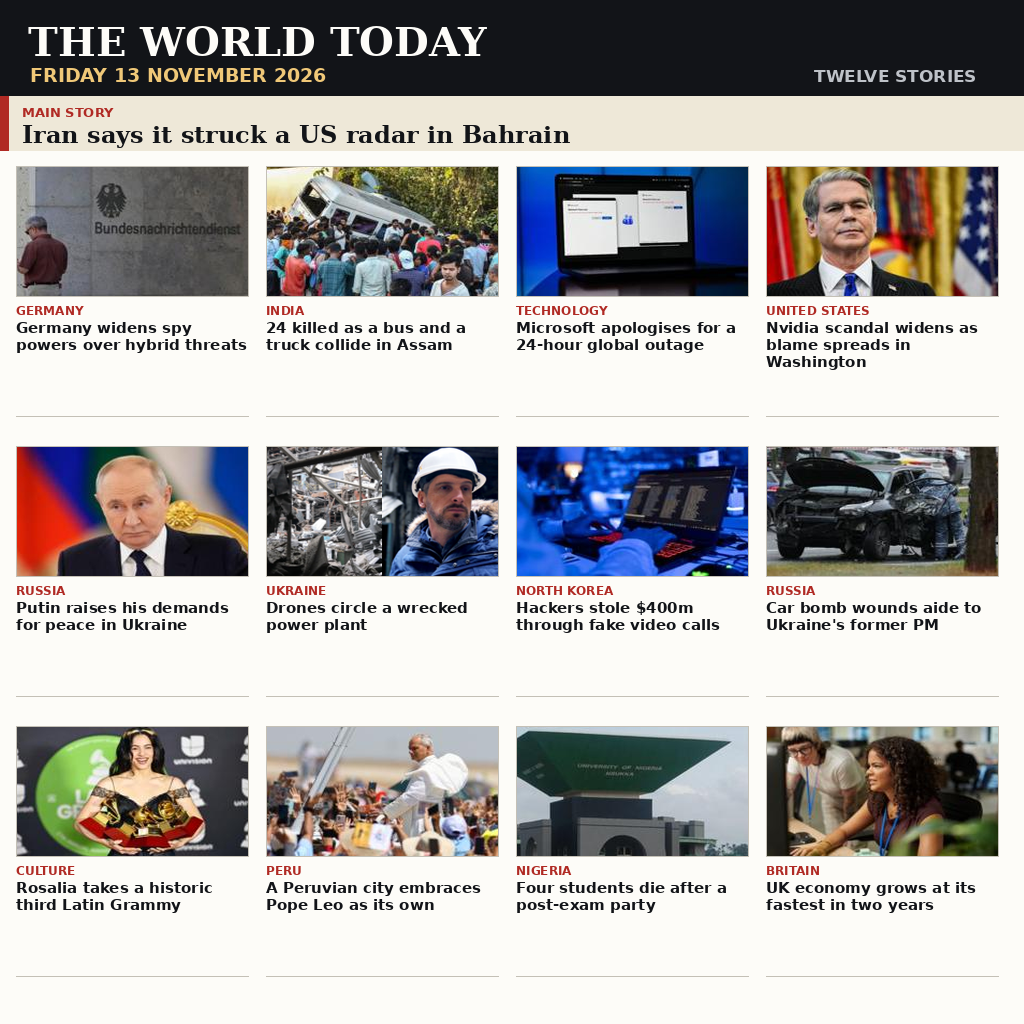 THE WORLD TODAY
FRIDAY 13 NOVEMBER 2026
TWELVE STORIES
MAIN STORY
Iran says it struck a US radar in Bahrain
Bundesnachrichtendienst
GERMANY
Germany widens spy
powers over hybrid threats
INDIA
24 killed as a bus and a
truck collide in Assam
TECHNOLOGY
Microsoft apologises for a
24-hour global outage
UNITED STATES
Nvidia scandal widens as
blame spreads in
Washington
RUSSIA
Putin raises his demands
for peace in Ukraine
UKRAINE
Drones circle a wrecked
power plant
NORTH KOREA
Hackers stole $400m
through fake video calls
RUSSIA
Car bomb wounds aide to
Ukraine's former PM
univision
CULTURE
Rosalia takes a historic
third Latin Grammy
PERU
A Peruvian city embraces
Pope Leo as its own
UNIVERSITY OF NIGERIA
NSUKKA
NIGERIA
Four students die after a
post-exam party
BRITAIN
UK economy grows at its
fastest in two years